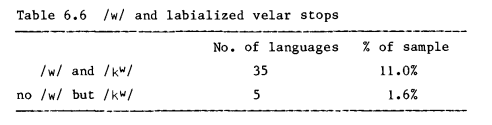 Table 6.6 /w/ and labialized velar stops
No. of languages % of sample
/w/ and /kʷ/ 35 11.0%
no /w/ but /kʷ/ 5 1.6%